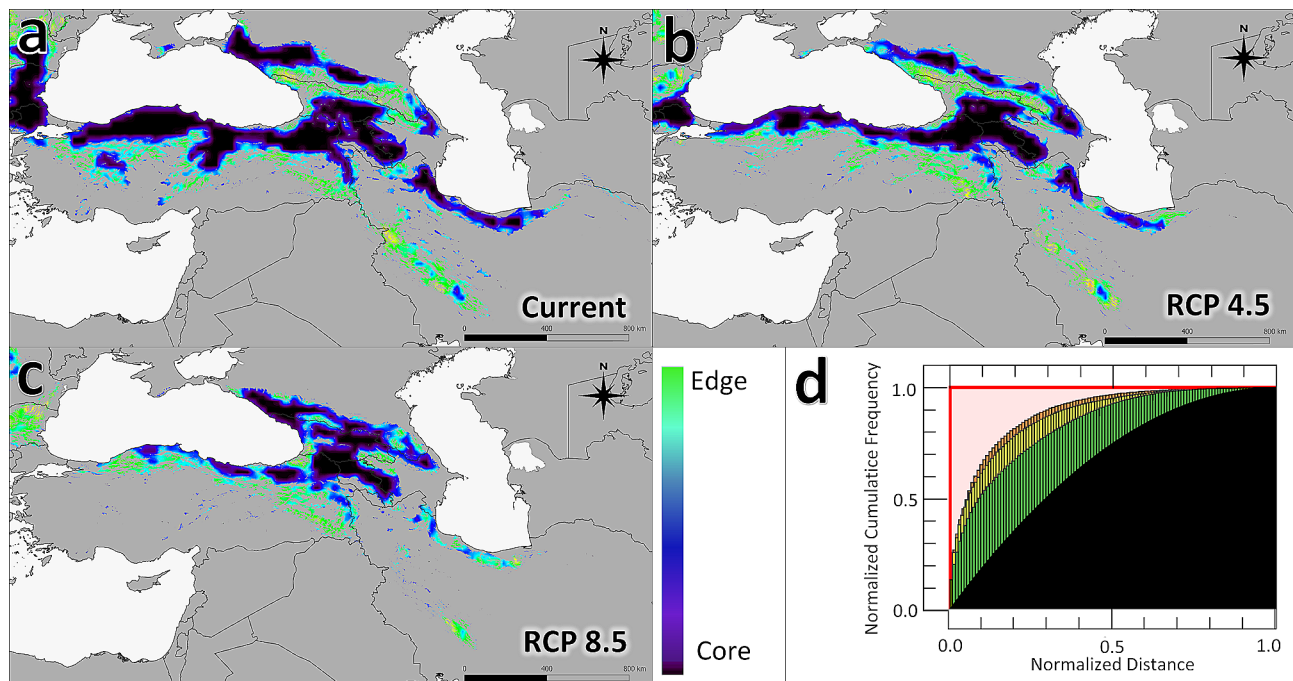 a
N
Current
0 400 800 km
b
N
RCP 4.5
0 400 800 km
c
N
RCP 8.5
0 400 800 km
Edge
Core
d
Normalized Cumulatice Frequency
1.0
0.5
0.0
0.0 0.5 1.0
Normalized Distance